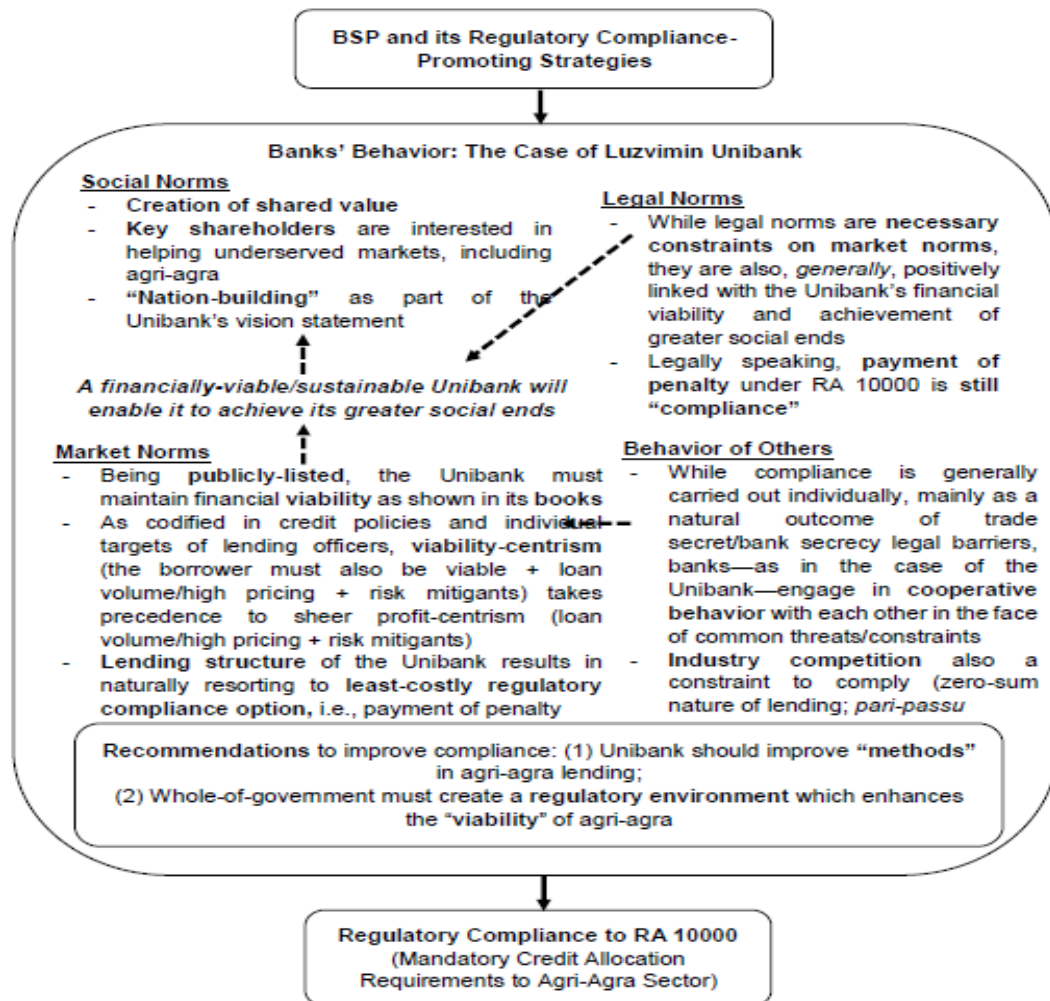 BSP and its Regulatory Compliance-
Promoting Strategies
Banks' Behavior: The Case of Luzvimin Unibank
Social Norms
- Creation of shared value
- Key shareholders are interested in
helping underserved markets, including
agri-agra
- "Nation-building" as part of the
Unibank's vision statement
A financially-viable/sustainable Unibank will
enable it to achieve its greater social ends
Market Norms
- Being publicly-listed, the Unibank must
maintain financial viability as shown in its books
- As codified in credit policies and individual
targets of lending officers, viability-centrism
(the borrower must also be viable + loan
volume/high pricing + risk mitigants) takes
precedence to sheer profit-centrism (loan
volume/high pricing + risk mitigants)
- Lending structure of the Unibank results in
naturally resorting to least-costly regulatory
compliance option, i.e., payment of penalty
Legal Norms
- While legal norms are necessary
constraints on market norms,
they are also, generally, positively
linked with the Unibank's financial
viability and achievement of
greater social ends
- Legally speaking, payment of
penalty under RA 10000 is still
"compliance"
Behavior of Others
- While compliance is generally
carried out individually, mainly as a
natural outcome of trade
secret/bank secrecy legal barriers,
banks—as in the case of the
Unibank—engage in cooperative
behavior with each other in the face
of common threats/constraints
- Industry competition also a
constraint to comply (zero-sum
nature of lending; pari-passu
Recommendations to improve compliance: (1) Unibank should improve "methods"
in agri-agra lending;
(2) Whole-of-government must create a regulatory environment which enhances
the "viability" of agri-agra
Regulatory Compliance to RA 10000
(Mandatory Credit Allocation
Requirements to Agri-Agra Sector)